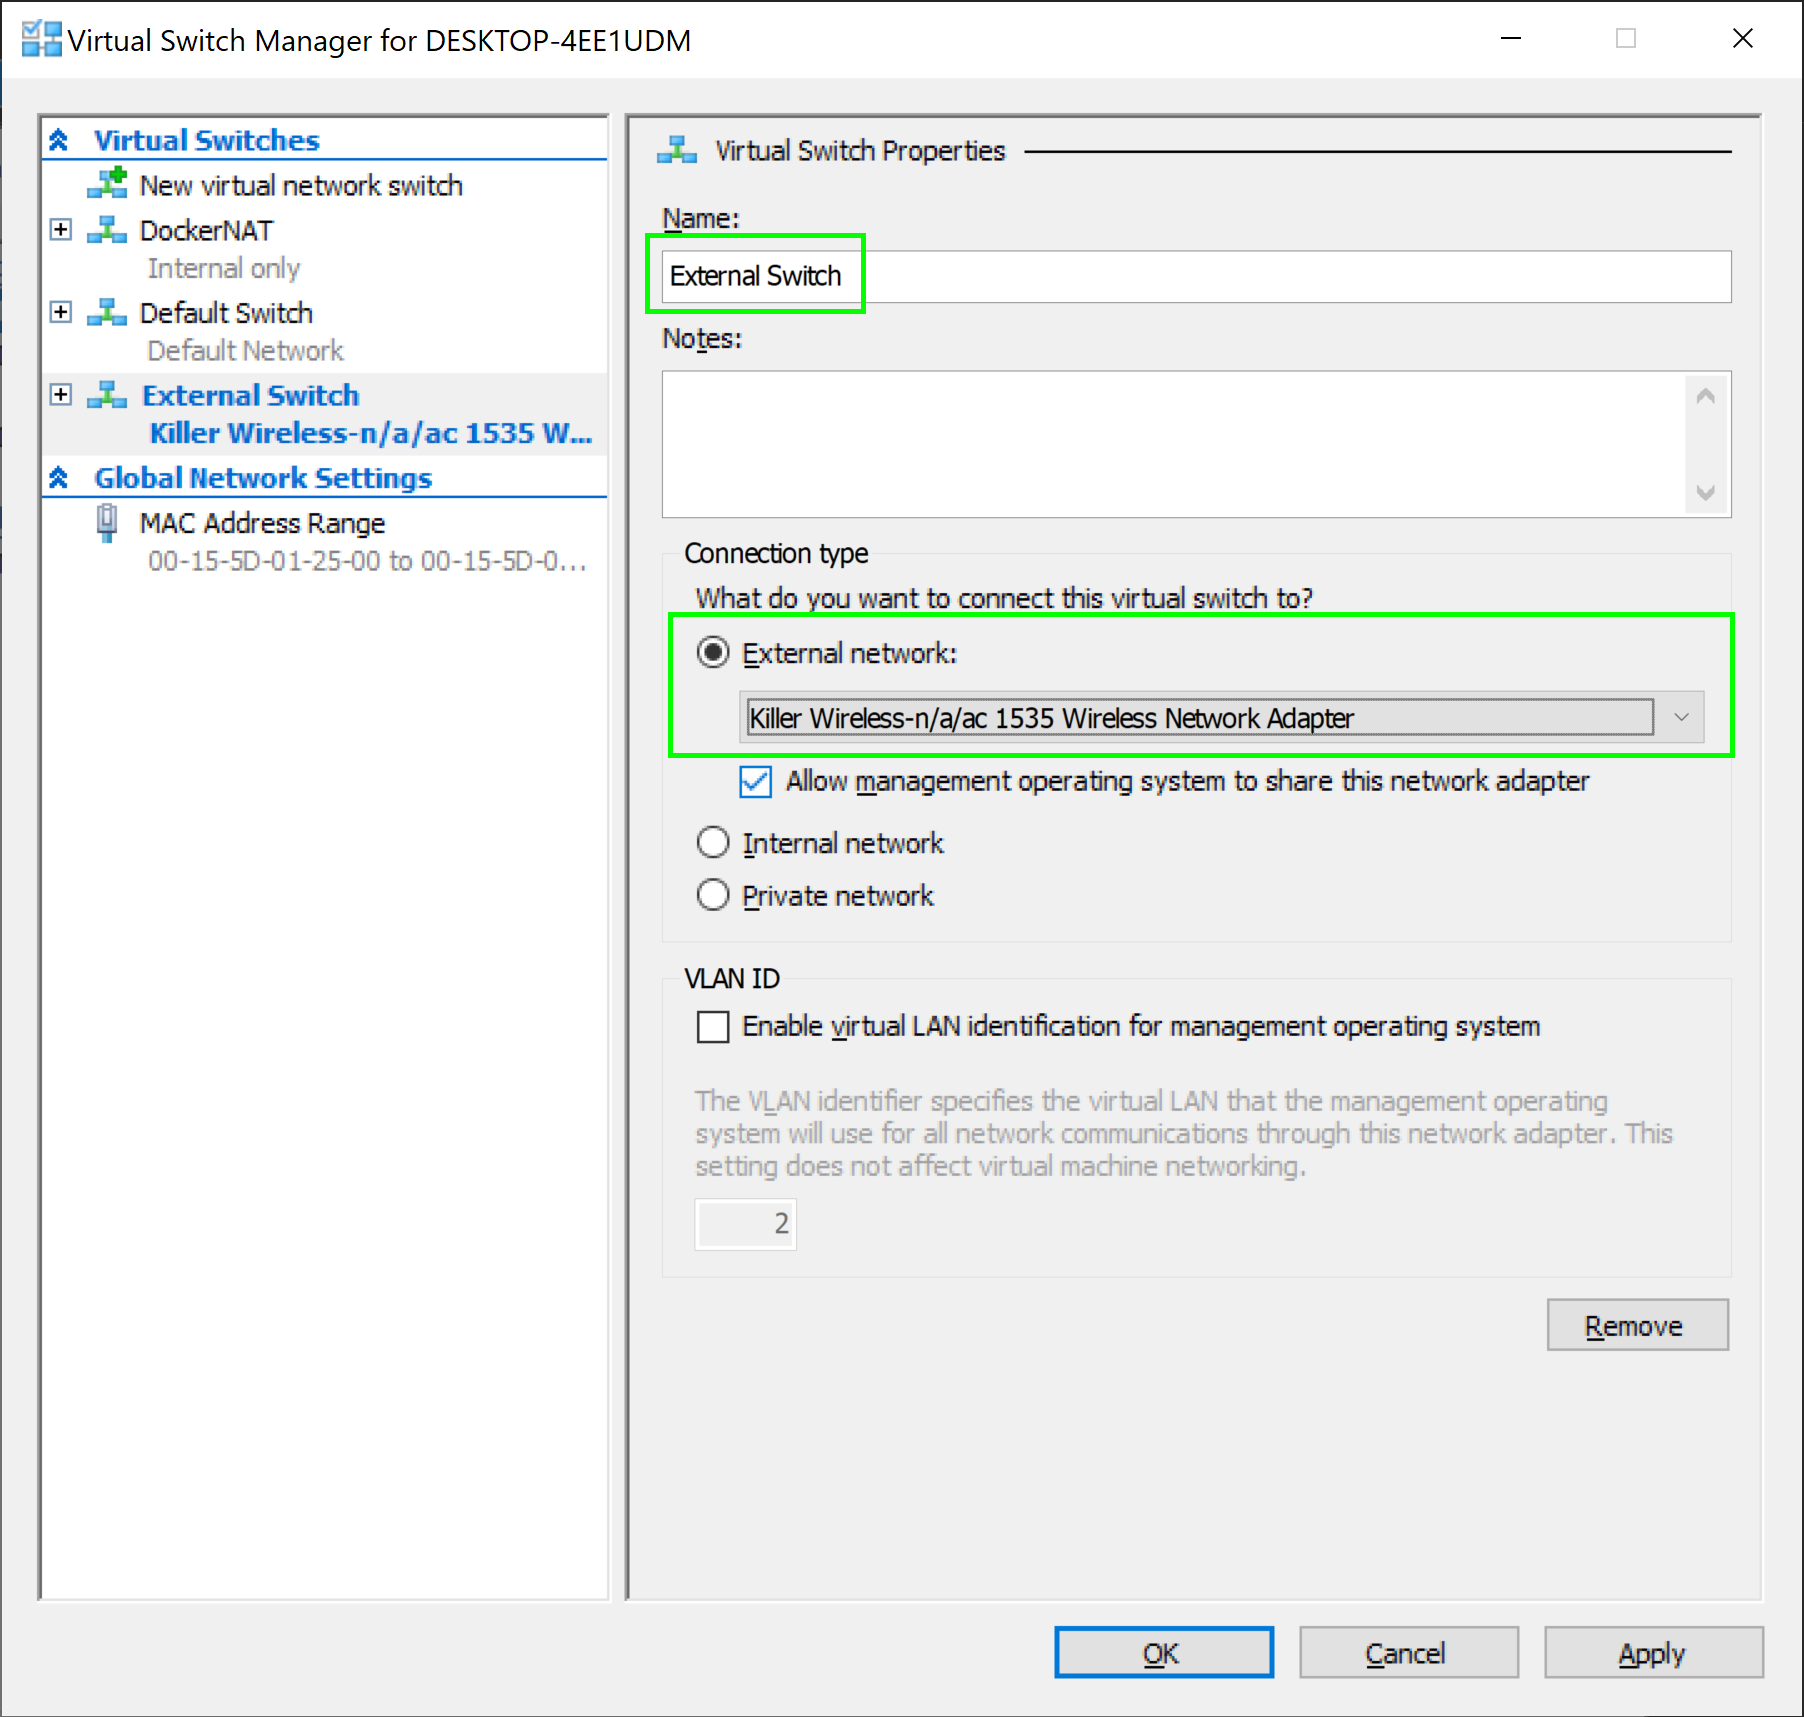 Virtual Switch Manager for DESKTOP-4EE1UDM
Virtual Switches
New virtual network switch
DockerNAT
Internal only
Default Switch
Default Network
External Switch
Killer Wireless-n/a/ac 1535 W...
Global Network Settings
MAC Address Range
00-15-5D-01-25-00 to 00-15-5D-0...
Virtual Switch Properties
Name:
External Switch
Notes:
Connection type
What do you want to connect this virtual switch to?
External network:
Killer Wireless-n/a/ac 1535 Wireless Network Adapter
Allow management operating system to share this network adapter
Internal network
Private network
VLAN ID
Enable virtual LAN identification for management operating system
The VLAN identifier specifies the virtual LAN that the management operating
system will use for all network communications through this network adapter. This
setting does not affect virtual machine networking.
2
Remove
OK
Cancel
Apply